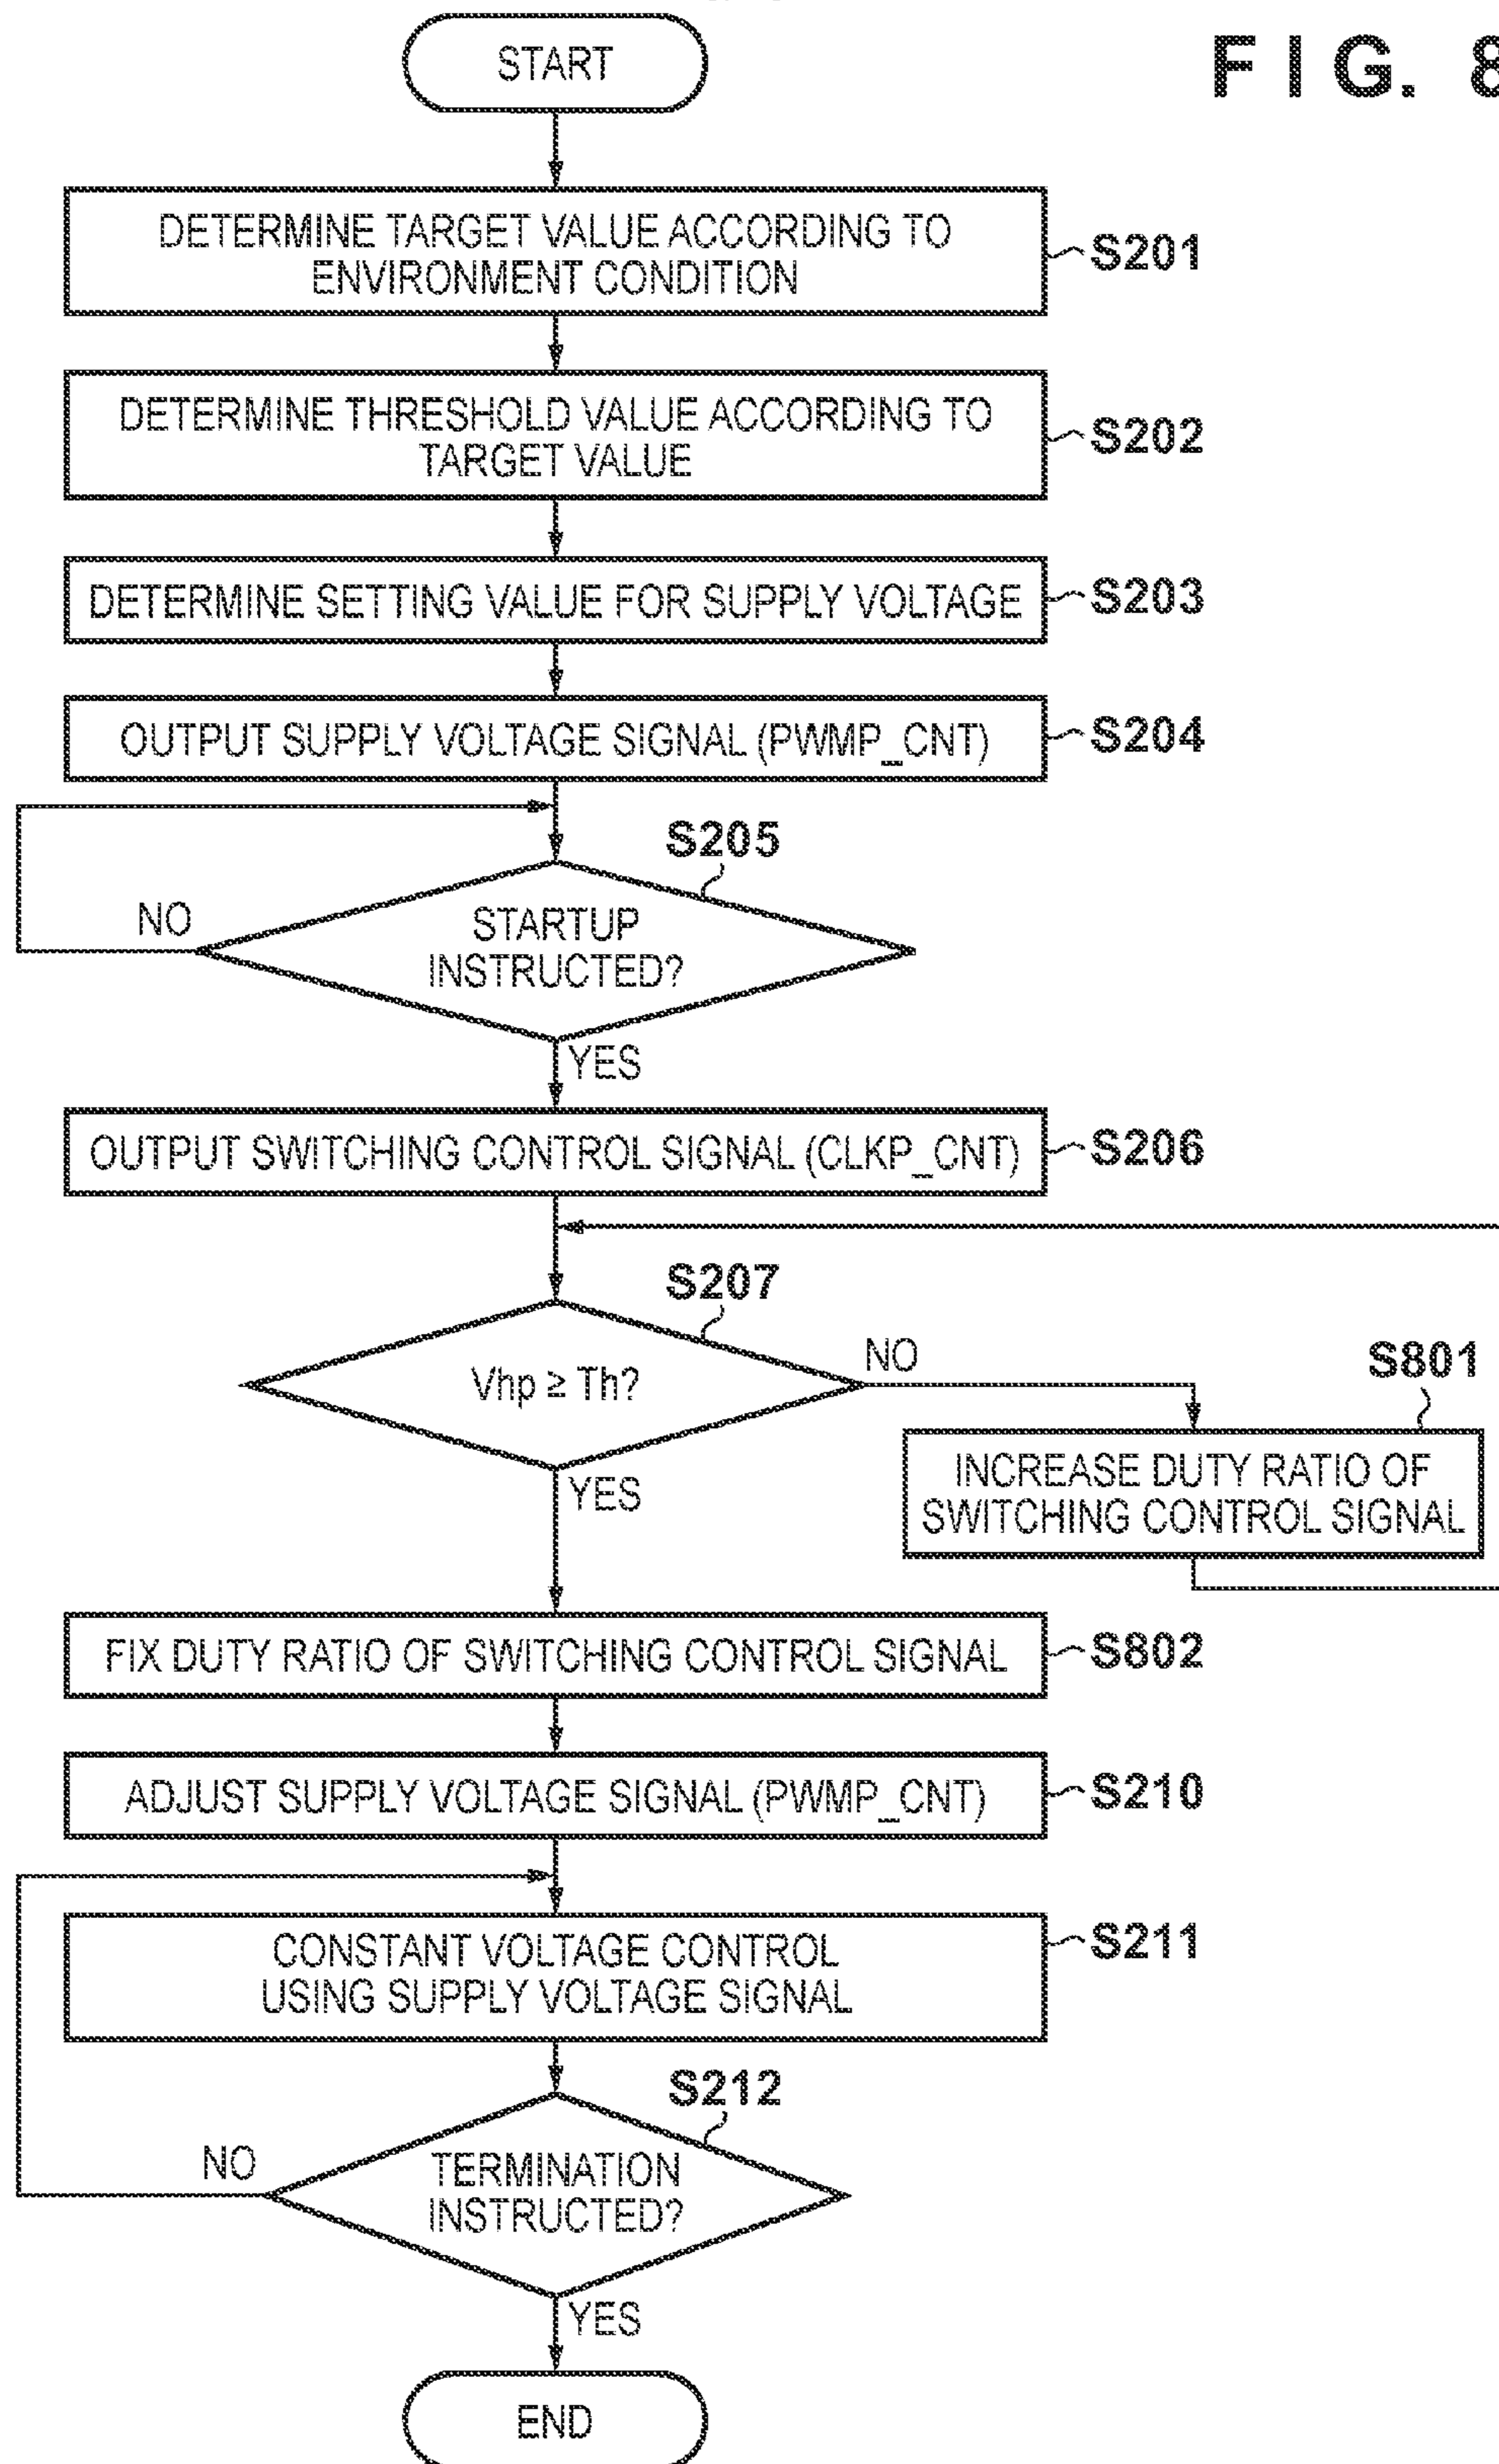 START
FIG. 8
DETERMINE TARGET VALUE ACCORDING TO
ENVIRONMENT CONDITION
S201
DETERMINE THRESHOLD VALUE ACCORDING TO
TARGET VALUE
S202
DETERMINE SETTING VALUE FOR SUPPLY VOLTAGE
S203
OUTPUT SUPPLY VOLTAGE SIGNAL (PWMP_CNT)
S204
S205
NO
STARTUP
INSTRUCTED?
YES
OUTPUT SWITCHING CONTROL SIGNAL (CLKP_CNT)
S206
S207
Vhp ≥ Th?
NO
S801
INCREASE DUTY RATIO OF
SWITCHING CONTROL SIGNAL
YES
FIX DUTY RATIO OF SWITCHING CONTROL SIGNAL
S802
ADJUST SUPPLY VOLTAGE SIGNAL (PWMP_CNT)
S210
CONSTANT VOLTAGE CONTROL
USING SUPPLY VOLTAGE SIGNAL
S211
S212
NO
TERMINATION
INSTRUCTED?
YES
END